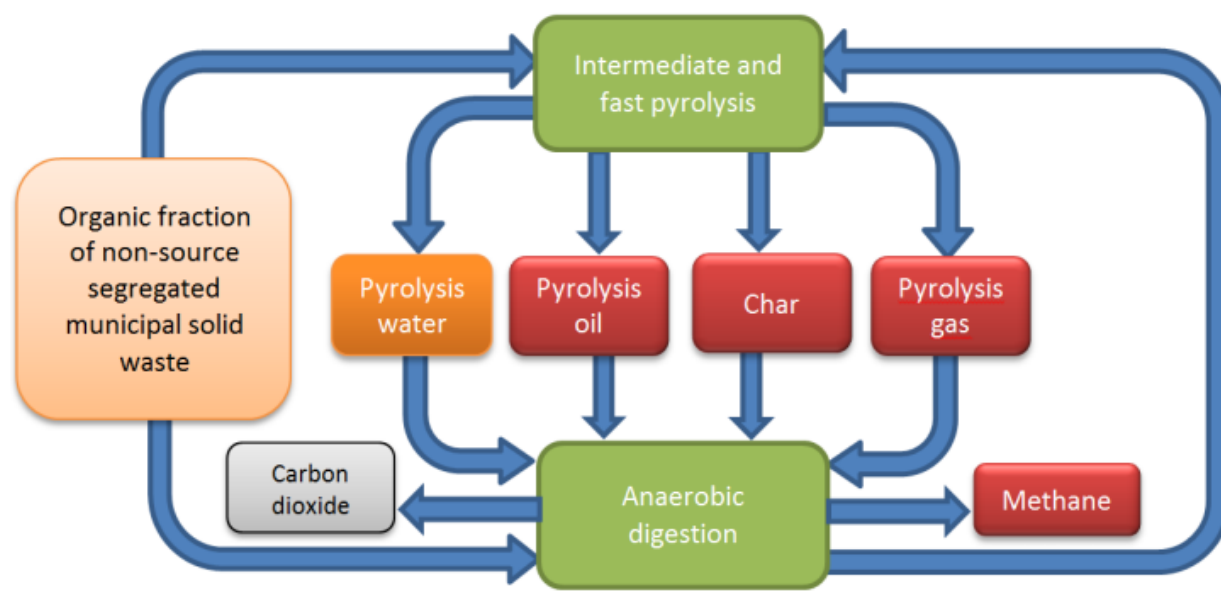 Intermediate and
fast pyrolysis
Organic fraction
of non-source
segregated
municipal solid
waste
Pyrolysis
water
Pyrolysis
oil
Char
Pyrolysis
gas
Carbon
dioxide
Anaerobic
digestion
Methane